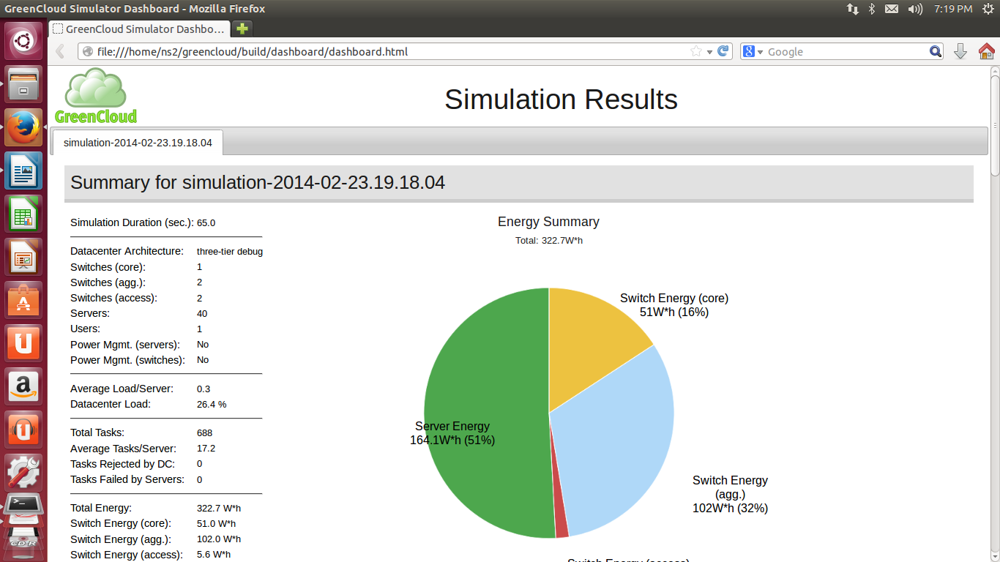 GreenCloud Simulator Dashboard - Mozilla Firefox
7:19 PM
GreenCloud Simulator Dashbo...
file:///home/ns2/greencloud/build/dashboard/dashboard.html
Google
GreenCloud
Simulation Results
simulation-2014-02-23.19.18.04
Summary for simulation-2014-02-23.19.18.04
Simulation Duration (sec.): 65.0
Datacenter Architecture: three-tier debug
Switches (core): 1
Switches (agg.): 2
Switches (access): 2
Servers: 40
Users: 1
Power Mgmt. (servers): No
Power Mgmt. (switches): No
Average Load/Server: 0.3
Datacenter Load: 26.4 %
Total Tasks: 688
Average Tasks/Server: 17.2
Tasks Rejected by DC: 0
Tasks Failed by Servers: 0
Total Energy: 322.7 W*h
Switch Energy (core): 51.0 W*h
Switch Energy (agg.): 102.0 W*h
Switch Energy (access): 5.6 W*h
Energy Summary
Total: 322.7W*h
Switch Energy (core)
51W*h (16%)
Server Energy
164.1W*h (51%)
Switch Energy
(agg.)
102W*h (32%)
Switch Energy (access)